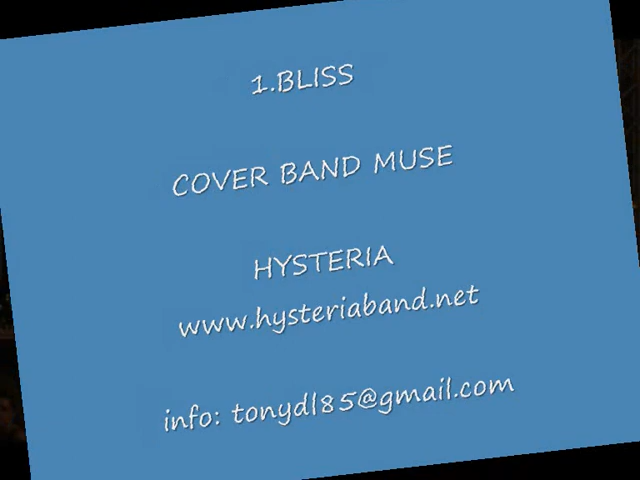 1.BLISS
COVER BAND MUSE
HYSTERIA
www.hysteriaband.net
info: tonydl85@gmail.com